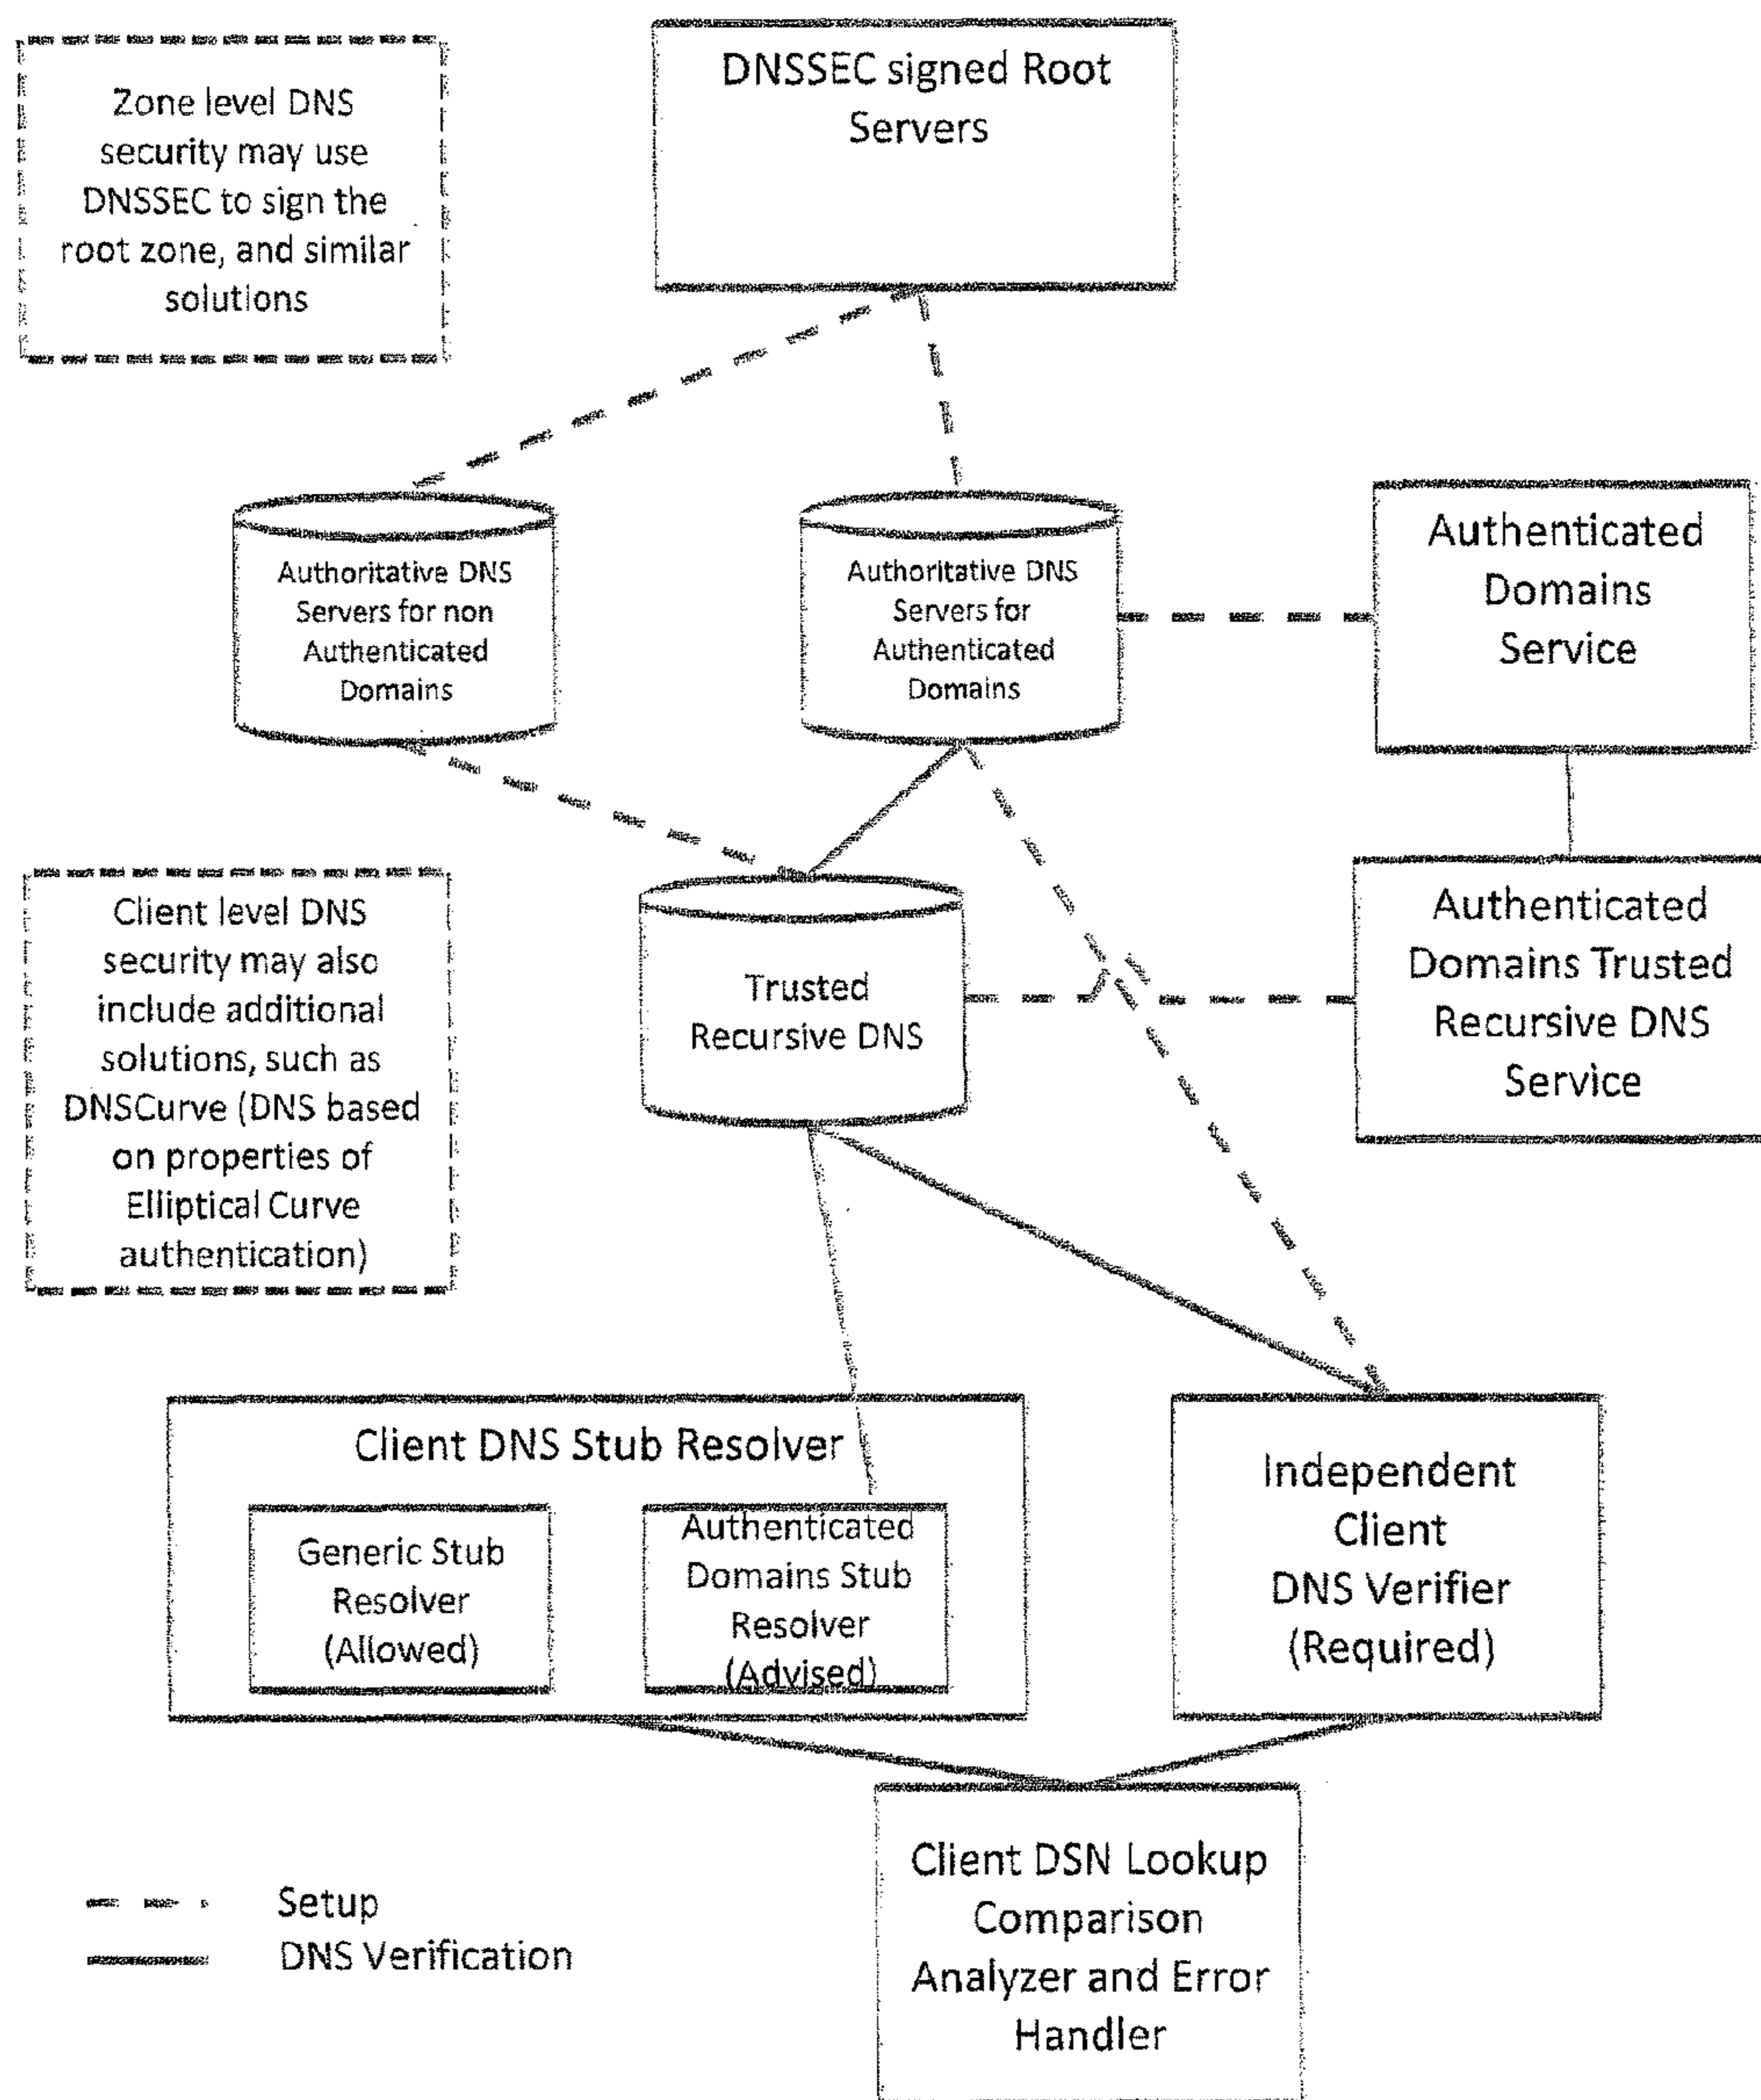 Zone level DNS
security may use
DNSSEC to sign the
root zone, and similar
solutions
DNSSEC signed Root
Servers
Authoritative DNS
Servers for non
Authenticated
Domains
Authoritative DNS
Servers for
Authenticated
Domains
Authenticated
Domains
Service
Client level DNS
security may also
include additional
solutions, such as
DNSCurve (DNS based
on properties of
Elliptical Curve
authentication)
Trusted
Recursive DNS
Authenticated
Domains Trusted
Recursive DNS
Service
Client DNS Stub Resolver
Generic Stub
Resolver
(Allowed)
Authenticated
Domains Stub
Resolver
(Advised)
Independent
Client
DNS Verifier
(Required)
Client DSN Lookup
Comparison
Analyzer and Error
Handler
Setup
DNS Verification